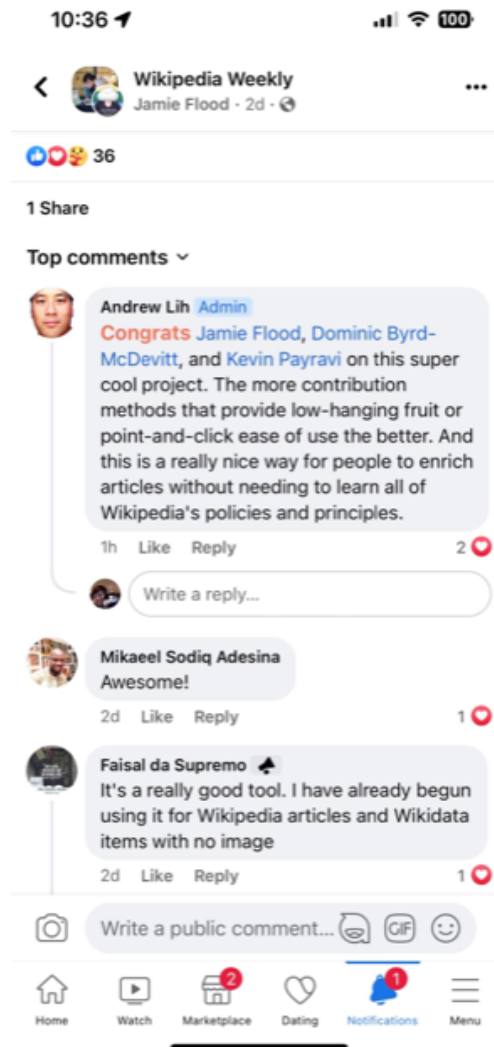 10:36
100
Wikipedia Weekly
Jamie Flood · 2d ·
36
1 Share
Top comments
Andrew Lih Admin
Congrats Jamie Flood, Dominic Byrd-
McDevitt, and Kevin Payravi on this super
cool project. The more contribution
methods that provide low-hanging fruit or
point-and-click ease of use the better. And
this is a really nice way for people to enrich
articles without needing to learn all of
Wikipedia's policies and principles.
1h Like Reply 2
Write a reply...
Mikaeel Sodiq Adesina
Awesome!
2d Like Reply 1
Faisal da Supremo
It's a really good tool. I have already begun
using it for Wikipedia articles and Wikidata
items with no image
2d Like Reply 1
Write a public comment... GIF
2 1
Home Watch Marketplace Dating Notifications Menu